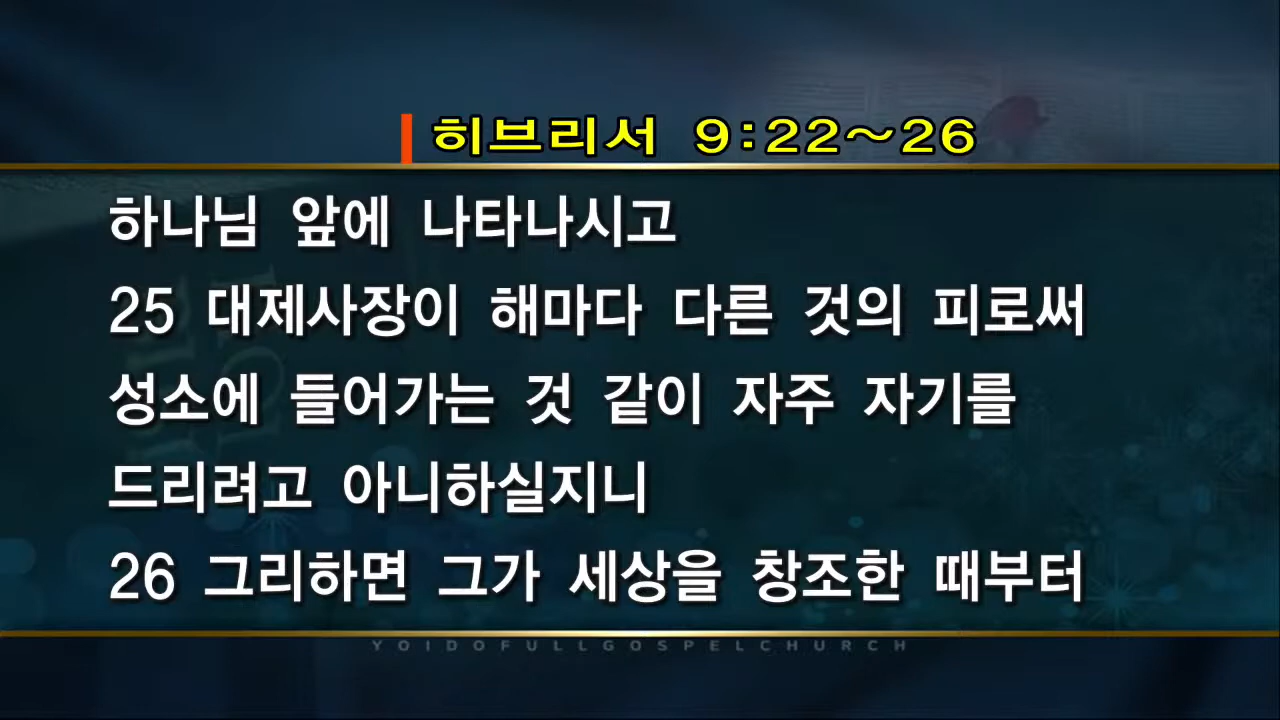 히브리서 9:22~26
하나님 앞에 나타나시고
25 대제사장이 해마다 다른 것의 피로써
성소에 들어가는 것 같이 자주 자기를
드리려고 아니하실지니
26 그리하면 그가 세상을 창조한 때부터
YOIDOFULLGOSPELCHURCH